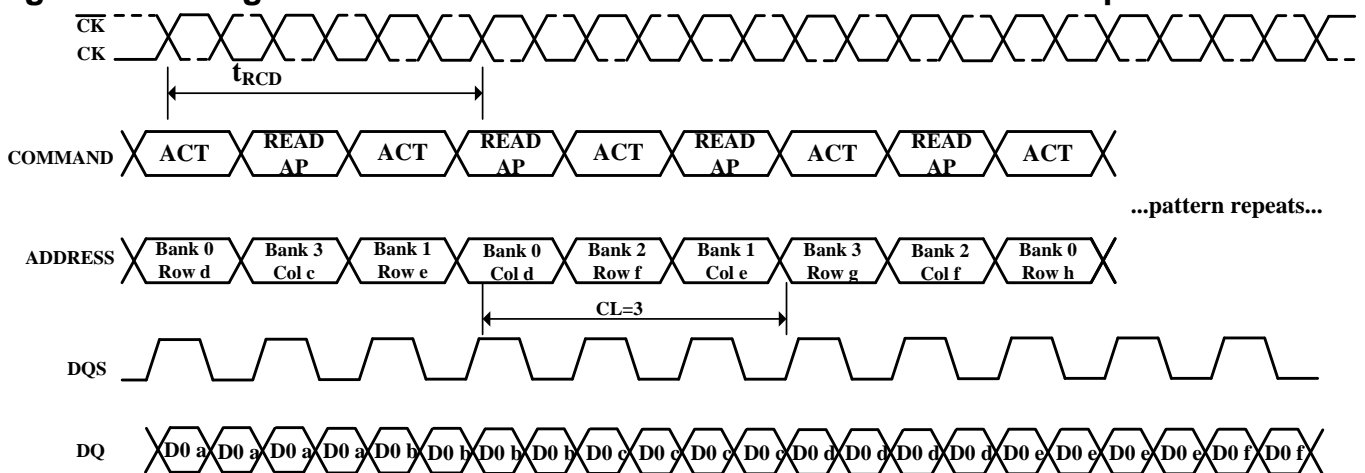 CK
CK
tRCD
COMMAND ACT READ AP ACT READ AP ACT READ AP ACT READ AP ACT
...pattern repeats...
ADDRESS Bank 0 Row d Bank 3 Col c Bank 1 Row e Bank 0 Col d Bank 2 Row f Bank 1 Col e Bank 3 Row g Bank 2 Col f Bank 0 Row h
CL=3
DQS
DQ D0 a D0 a D0 a D0 a D0 b D0 b D0 b D0 b D0 c D0 c D0 c D0 c D0 d D0 d D0 d D0 d D0 e D0 e D0 e D0 e D0 f D0 f